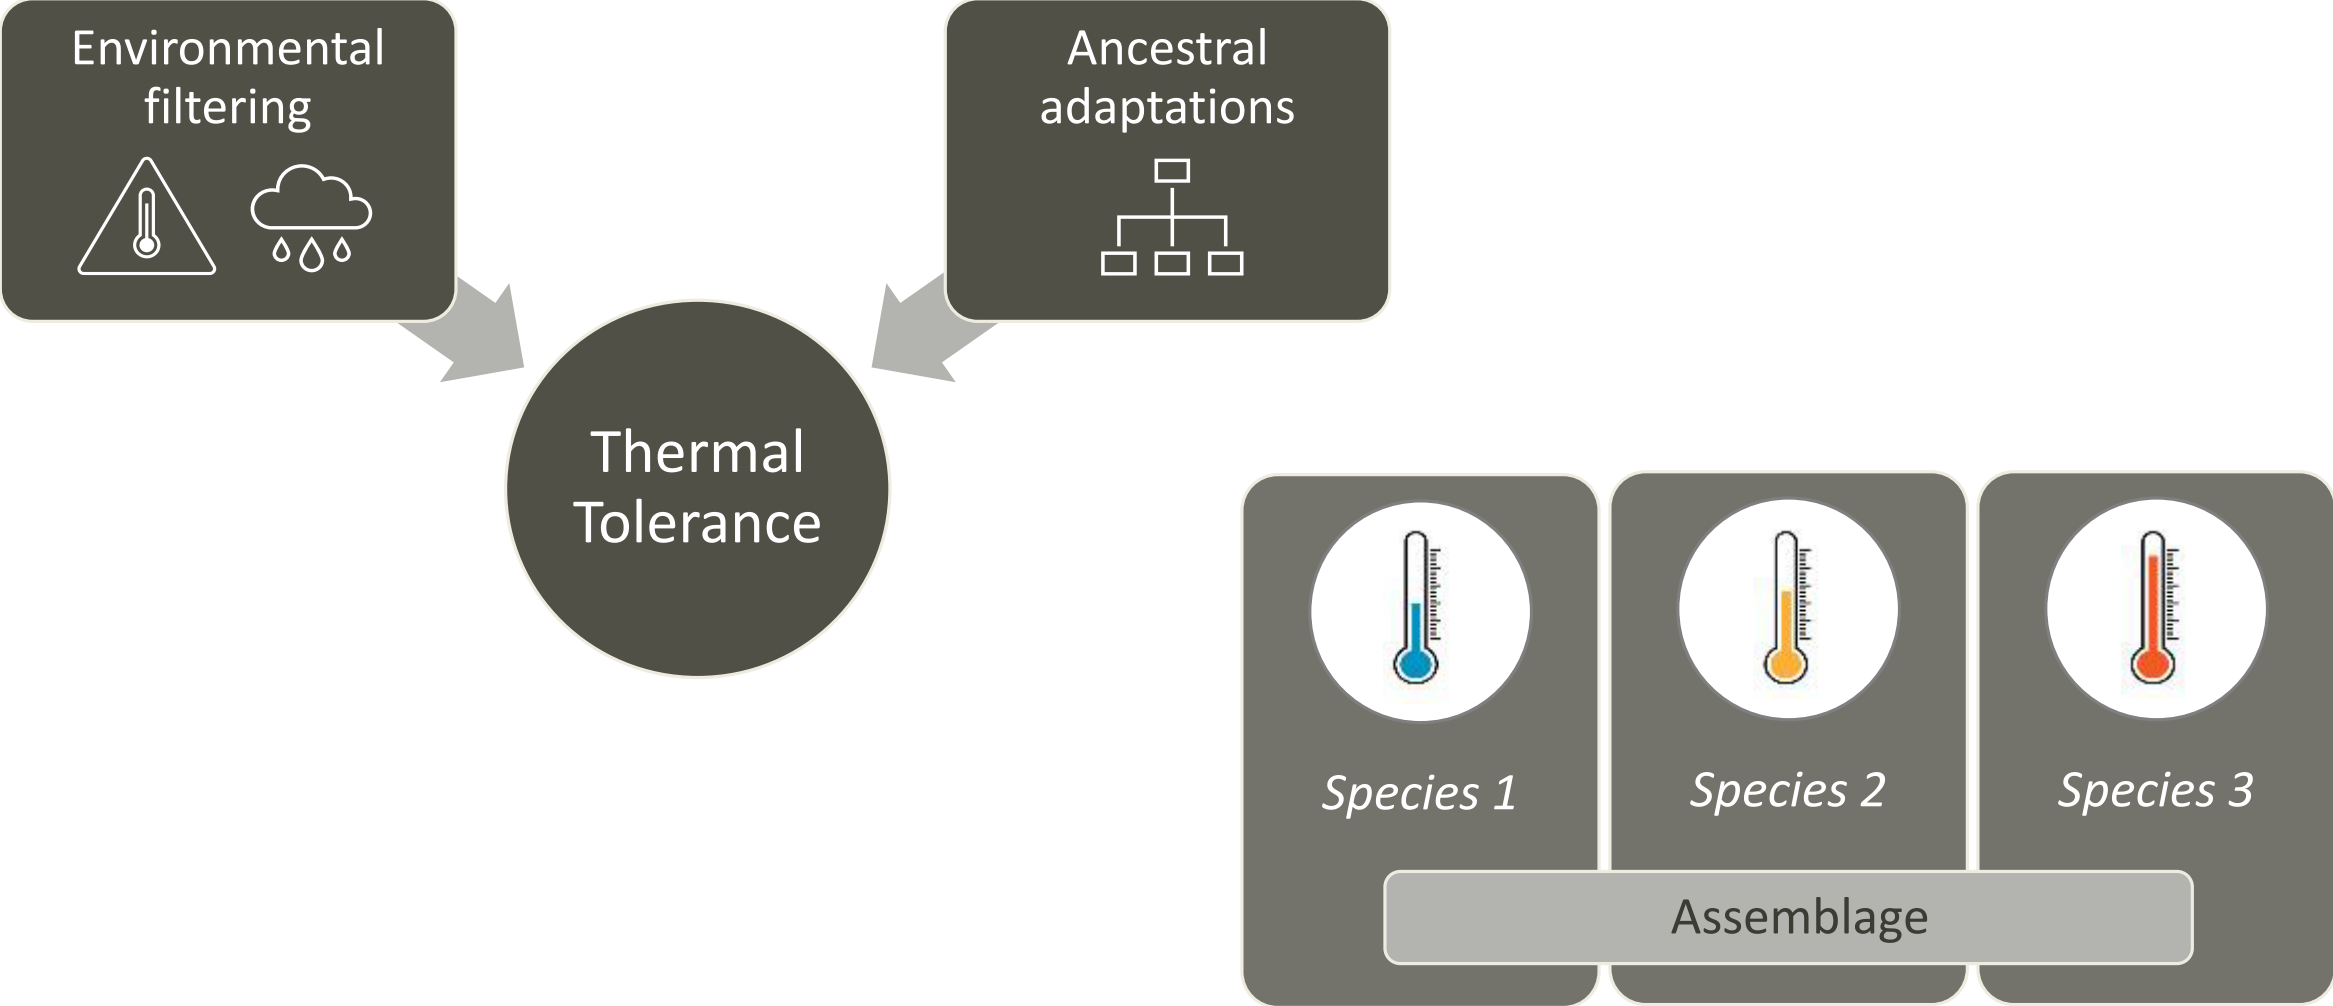 Environmental
filtering
Ancestral
adaptations
Thermal
Tolerance
Species 1
Species 2
Species 3
Assemblage